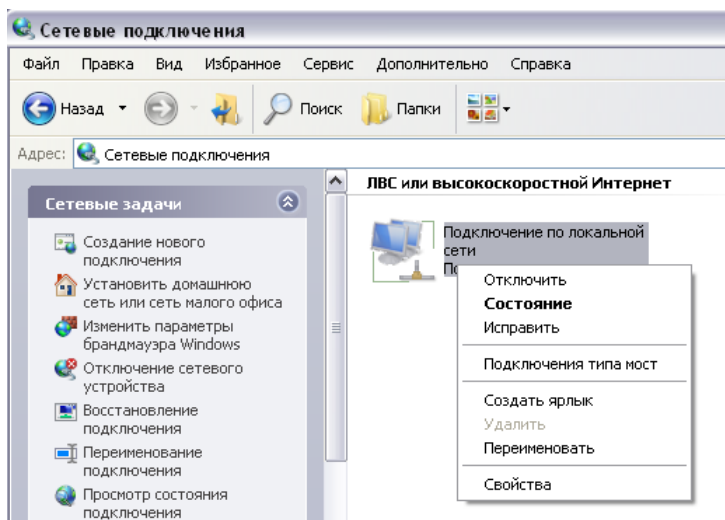 Сетевые подключения
Файл Правка Вид Избранное Сервис Дополнительно Справка
Назад Поиск Папки
Адрес: Сетевые подключения
Сетевые задачи
Создание нового
подключения
Установить домашнюю
сеть или сеть малого офиса
Изменить параметры
брандмауэра Windows
Отключение сетевого
устройства
Восстановление
подключения
Переименование
подключения
Просмотр состояния
подключения
ЛВС или высокоскоростной Интернет
Подключение по локальной
сети
Отключить
Состояние
Исправить
Подключения типа мост
Создать ярлык
Удалить
Переименовать
Свойства